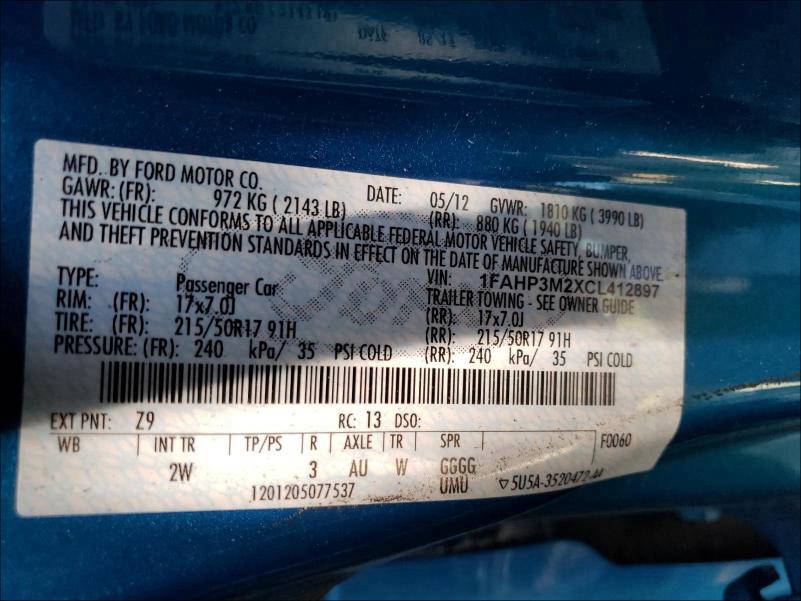 MFD. BY FORD MOTOR CO. DATE: 05/12 GVWR: 1810 KG ( 3990 LB)
GAWR: (FR): 972 KG ( 2143 LB) (RR): 880 KG ( 1940 LB)
THIS VEHICLE CONFORMS TO ALL APPLICABLE FEDERAL MOTOR VEHICLE SAFETY, BUMPER,
AND THEFT PREVENTION STANDARDS IN EFFECT ON THE DATE OF MANUFACTURE SHOWN ABOVE.
VIN: 1FAHP3M2XCL412897
TYPE: Passenger Car TRAILER TOWING - SEE OWNER GUIDE
RIM: (FR): 17x7.0J (RR): 17x7.0J
TIRE: (FR): 215/50R17 91H (RR): 215/50R17 91H
PRESSURE: (FR): 240 kPa/ 35 PSI COLD (RR): 240 kPa/ 35 PSI COLD
EXT PNT: Z9 RC: 13 DSO:
WB INT TR TP/PS R AXLE TR SPR F0060
2W 3 AU W GGGG
1201205077537 UMU ▽5U5A-3520472-AA